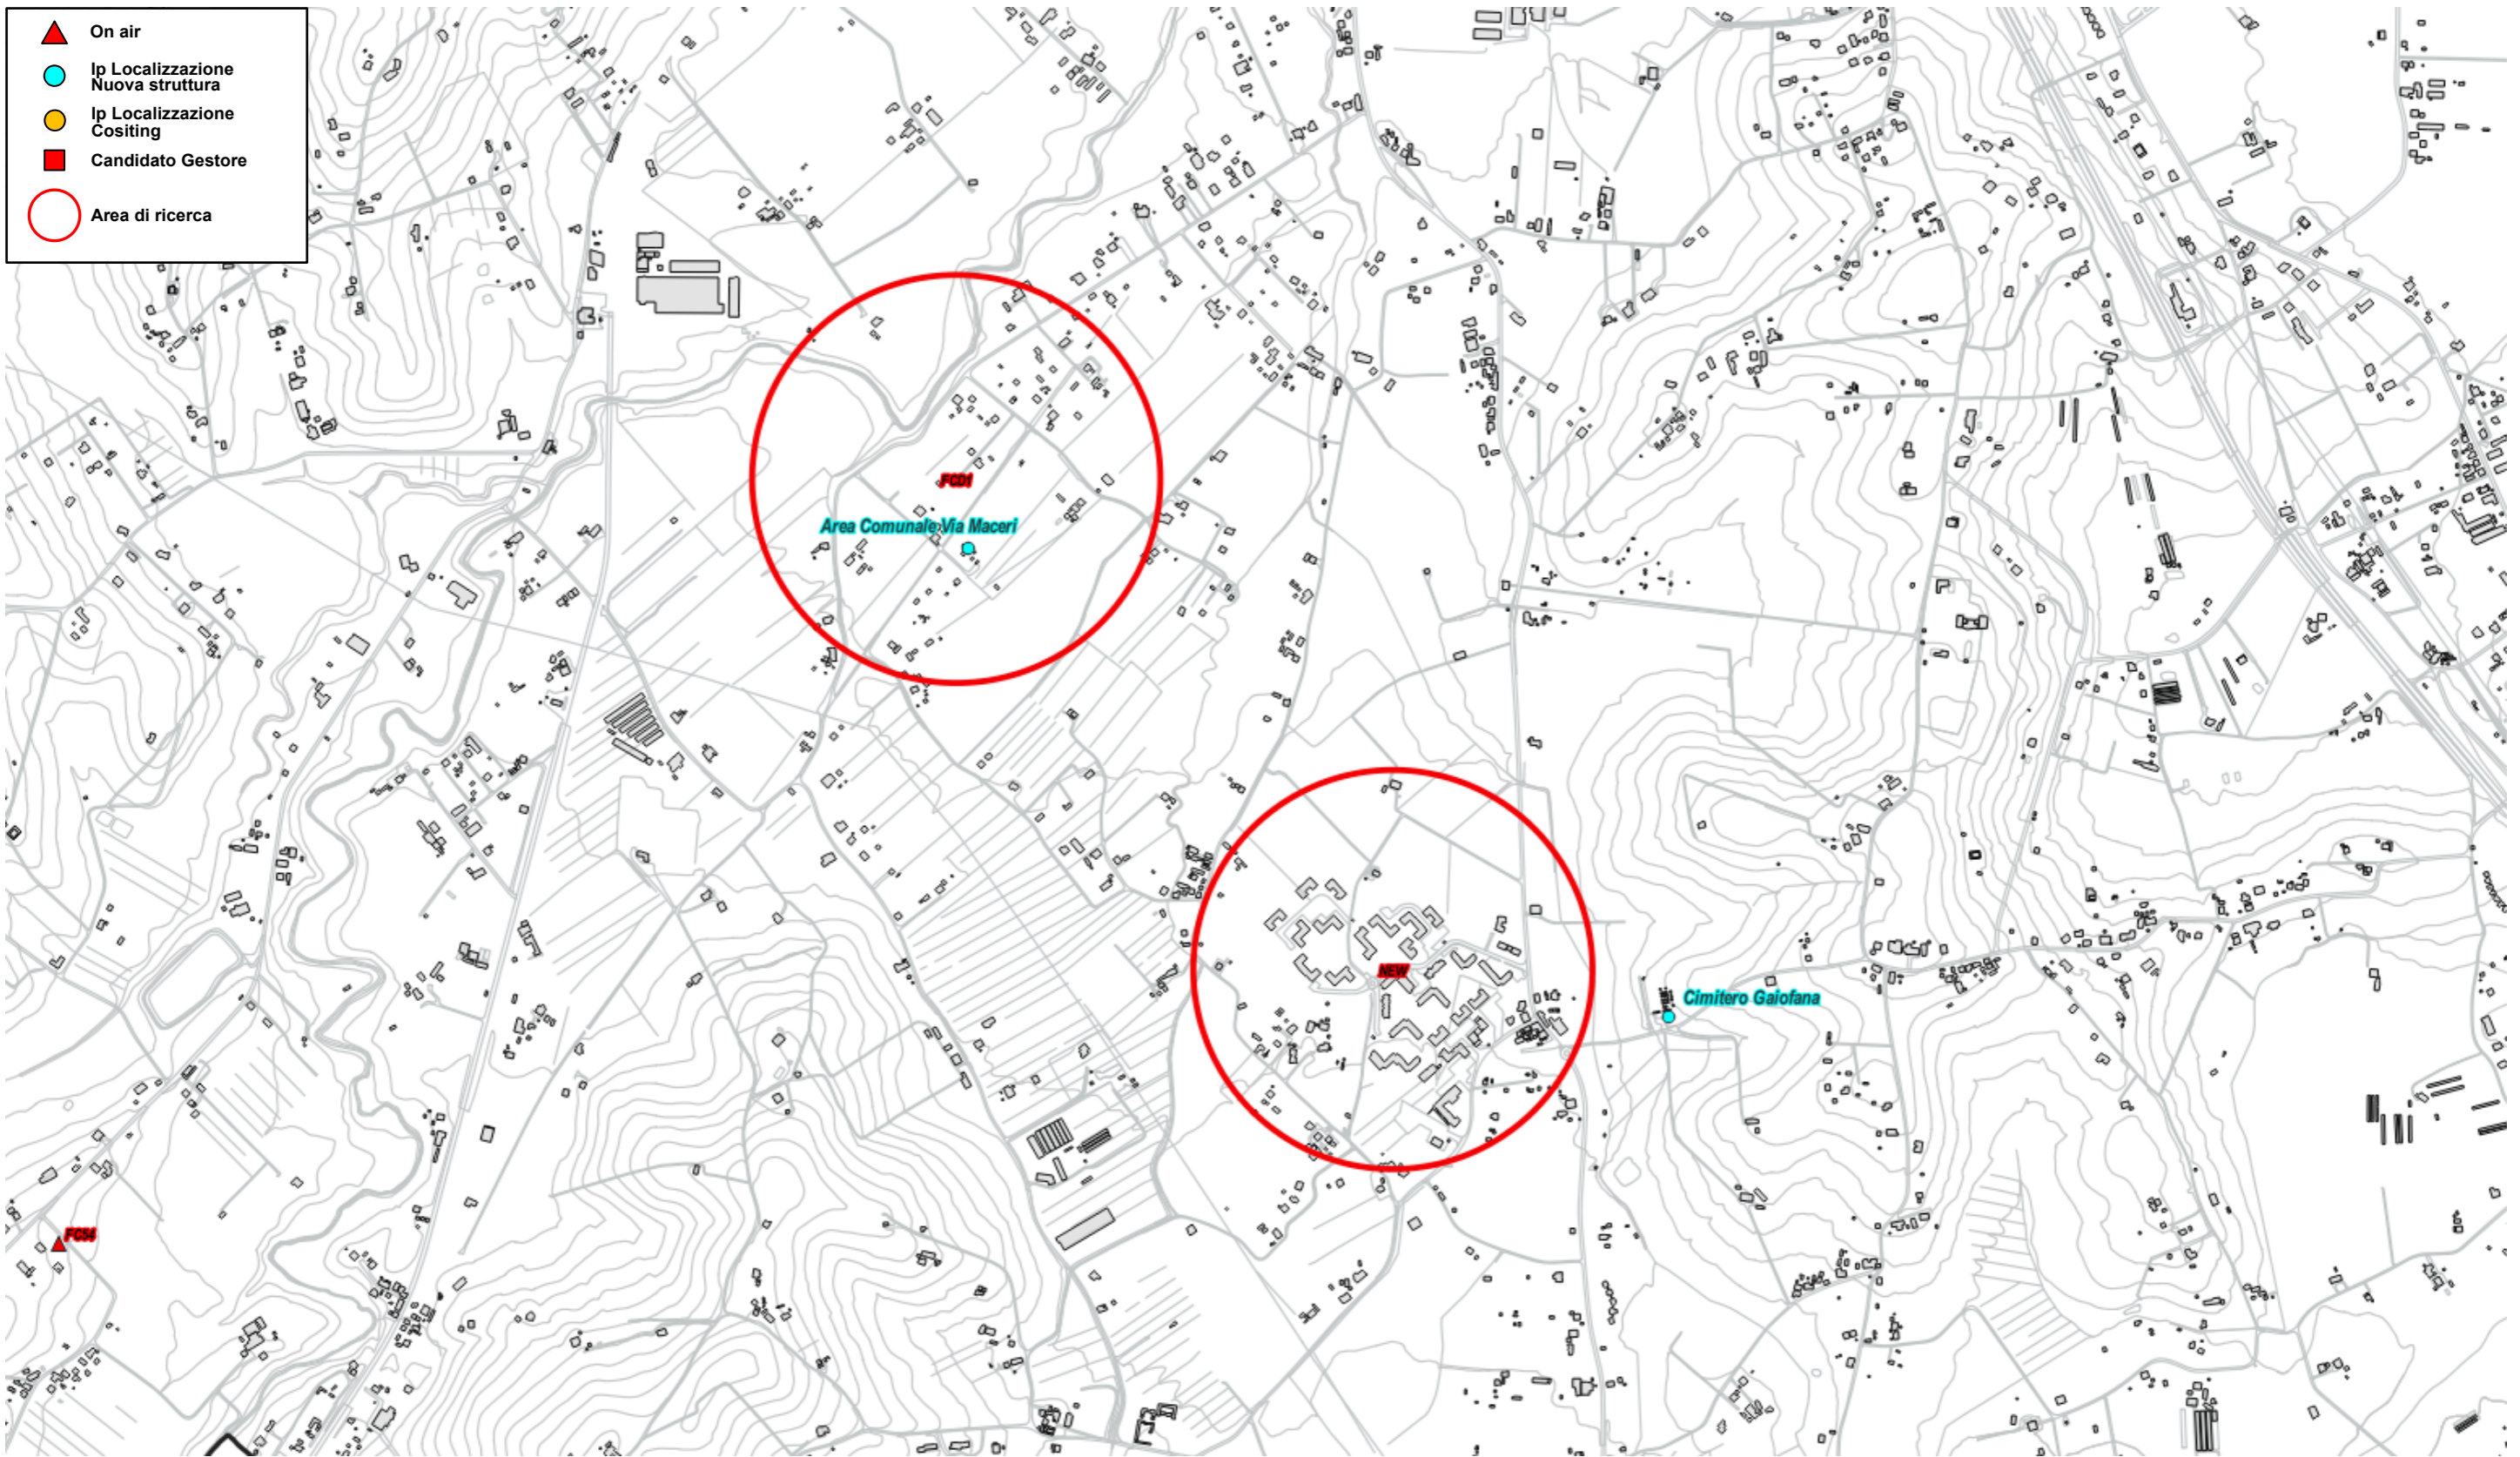 On air
Ip Localizzazione
Nuova struttura
Ip Localizzazione
Cositing
Candidato Gestore
Area di ricerca
FCD1
Area Comunale Via Maceri
NEW
Cimitero Gaiofana
FC54